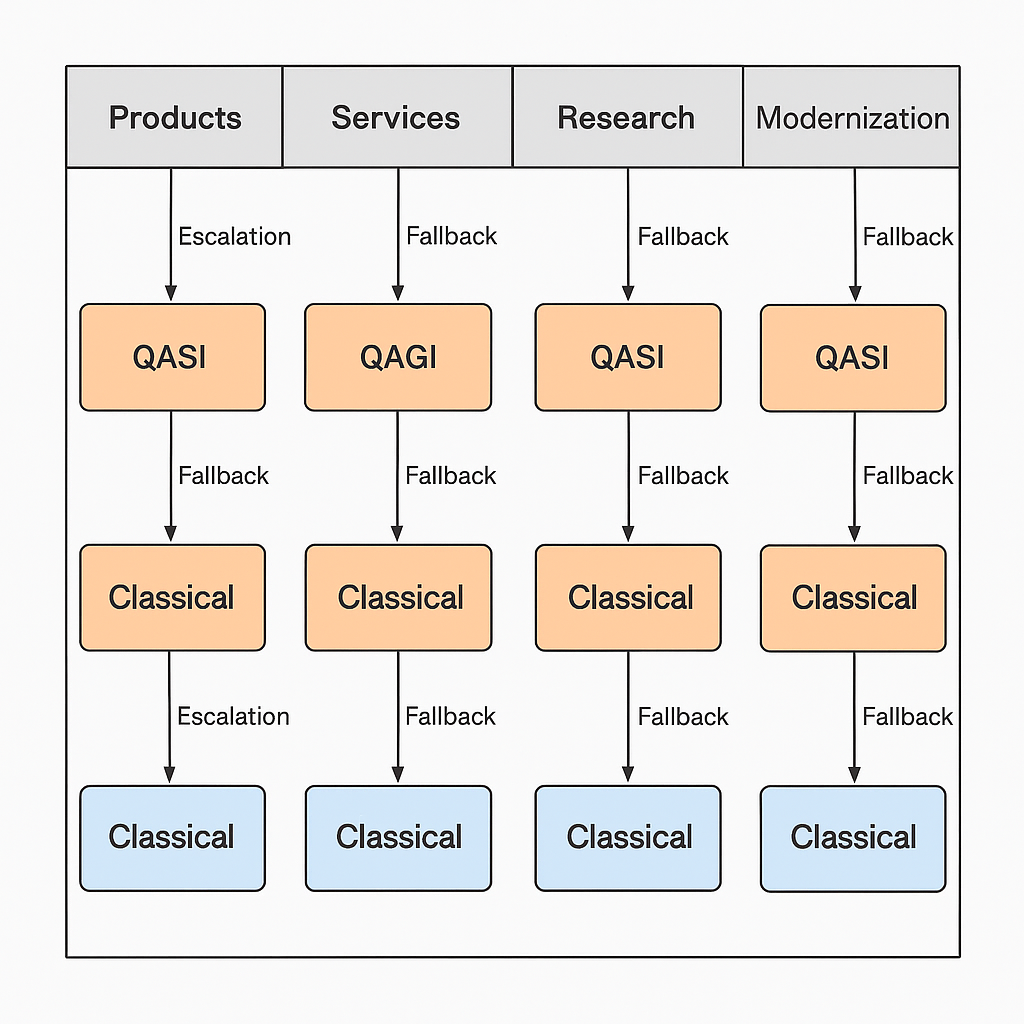 Products Services Research Modernization
Escalation Fallback Fallback Fallback
QASI QAGI QASI QASI
Fallback Fallback Fallback Fallback
Classical Classical Classical Classical
Escalation Fallback Fallback Fallback
Classical Classical Classical Classical